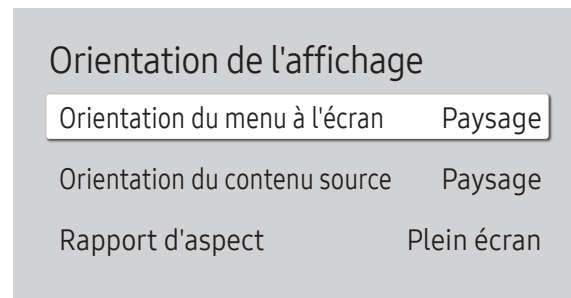 Orientation de l'affichage
Orientation du menu à l'écran Paysage
Orientation du contenu source Paysage
Rapport d'aspect Plein écran